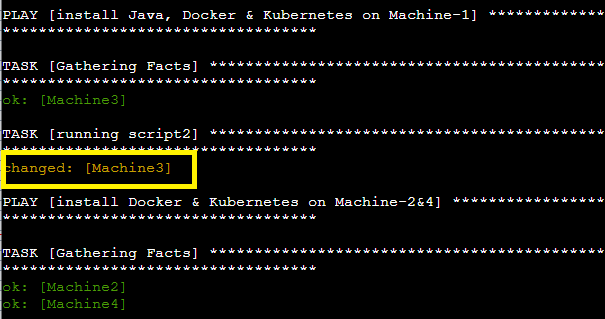 PLAY [install Java, Docker & Kubernetes on Machine-1] *************
***********************************
TASK [Gathering Facts] ********************************************
***********************************
ok: [Machine3]
TASK [running script2] ********************************************
***********************************
changed: [Machine3]
PLAY [install Docker & Kubernetes on Machine-2&4] *****************
***********************************
TASK [Gathering Facts] ********************************************
***********************************
ok: [Machine2]
ok: [Machine4]